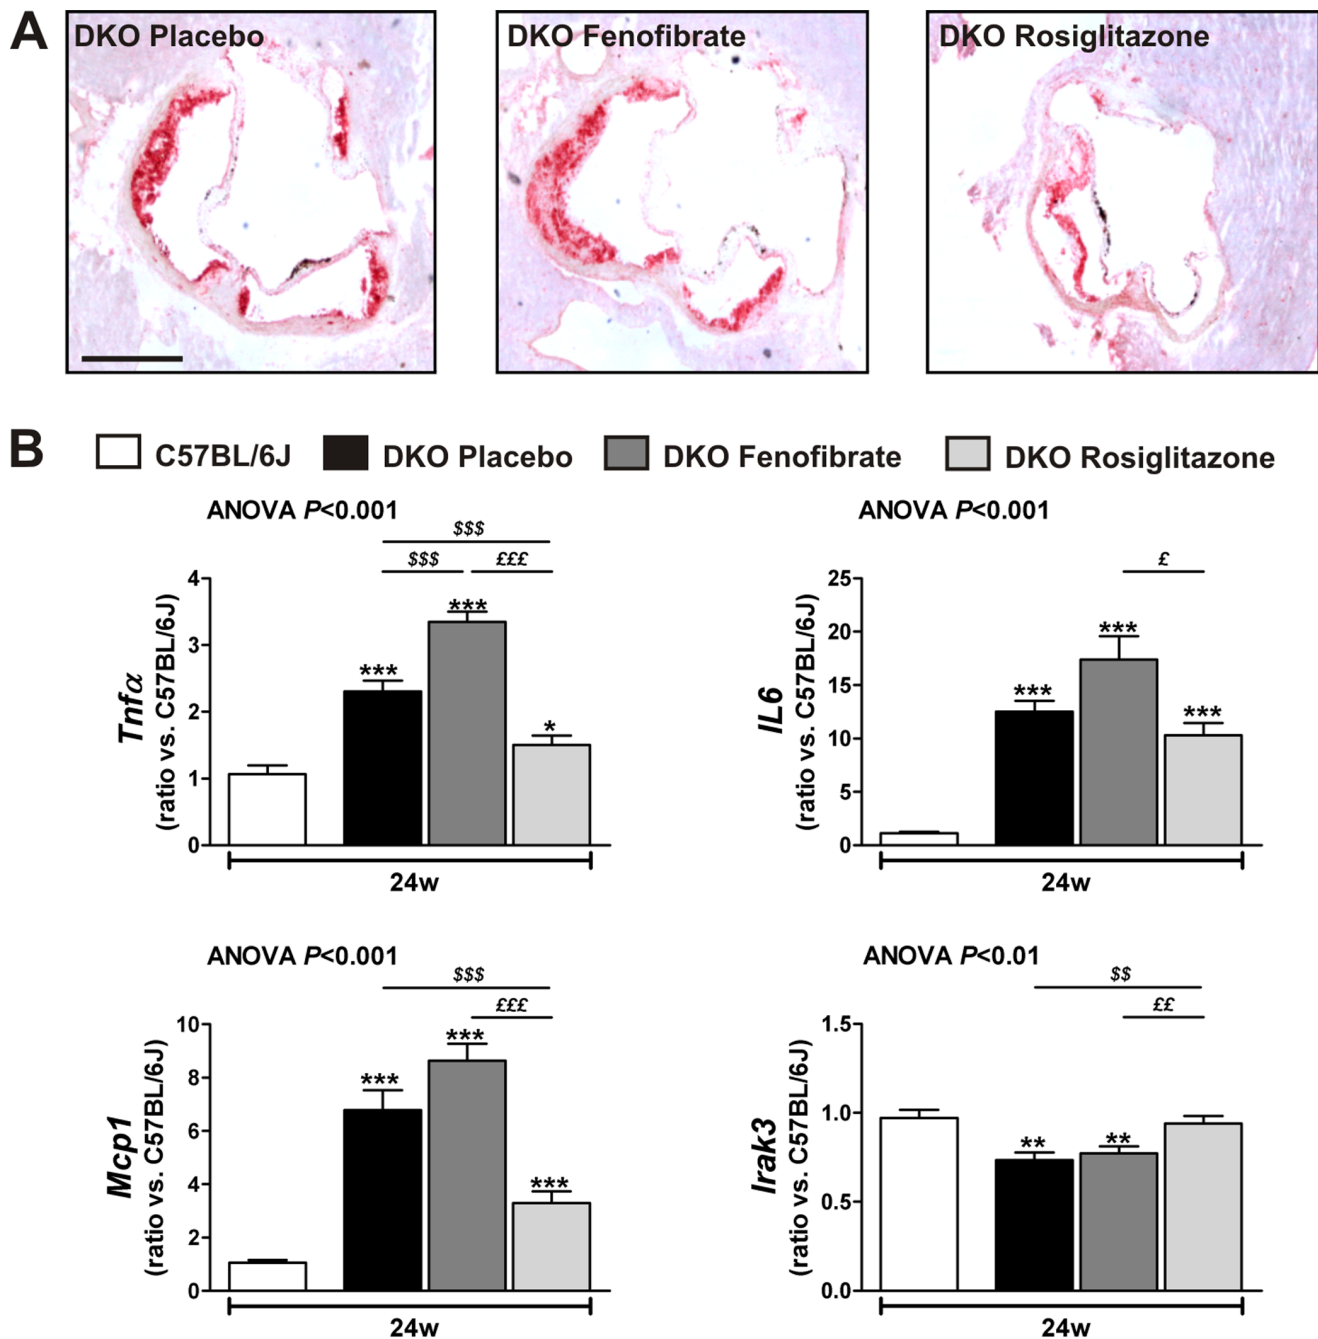 A
DKO Placebo
DKO Fenofibrate
DKO Rosiglitazone
B
C57BL/6J
DKO Placebo
DKO Fenofibrate
DKO Rosiglitazone
ANOVA P<0.001
$$$
$$$
£££
Tnfα
(ratio vs. C57BL/6J)
4
3
2
1
0
***
***
*
24w
ANOVA P<0.001
£
IL6
(ratio vs. C57BL/6J)
25
20
15
10
5
0
***
***
***
24w
ANOVA P<0.001
$$$
£££
Mcp1
(ratio vs. C57BL/6J)
10
8
6
4
2
0
***
***
***
24w
ANOVA P<0.01
$$
££
Irak3
(ratio vs. C57BL/6J)
1.5
1.0
0.5
0.0
**
**
24w